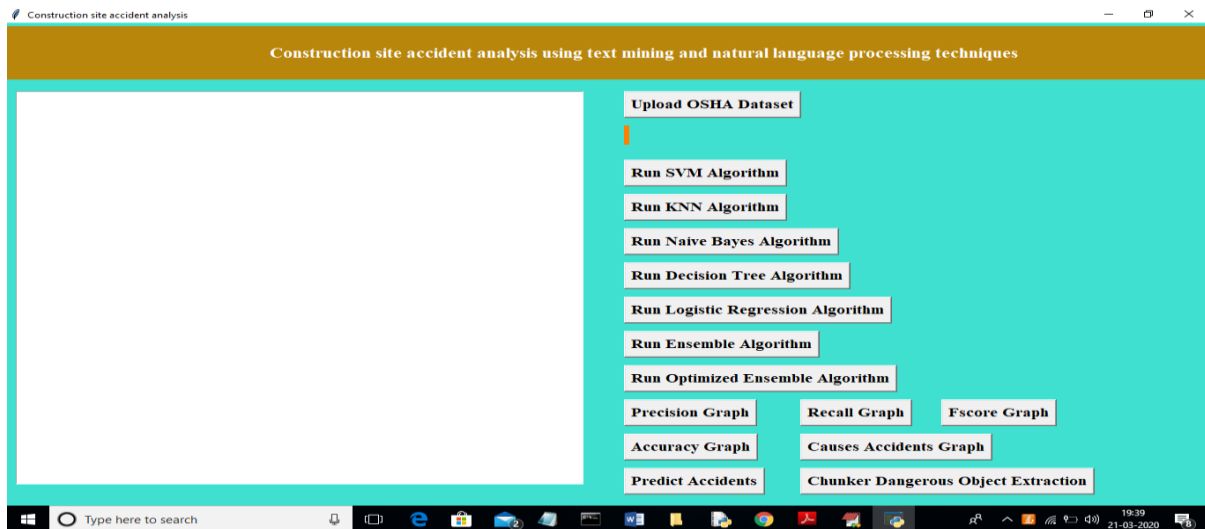 Construction site accident analysis
Construction site accident analysis using text mining and natural language processing techniques
Upload OSHA Dataset
Run SVM Algorithm
Run KNN Algorithm
Run Naive Bayes Algorithm
Run Decision Tree Algorithm
Run Logistic Regression Algorithm
Run Ensemble Algorithm
Run Optimized Ensemble Algorithm
Precision Graph Recall Graph Fscore Graph
Accuracy Graph Causes Accidents Graph
Predict Accidents Chunker Dangerous Object Extraction
Type here to search
19:39
21-03-2020